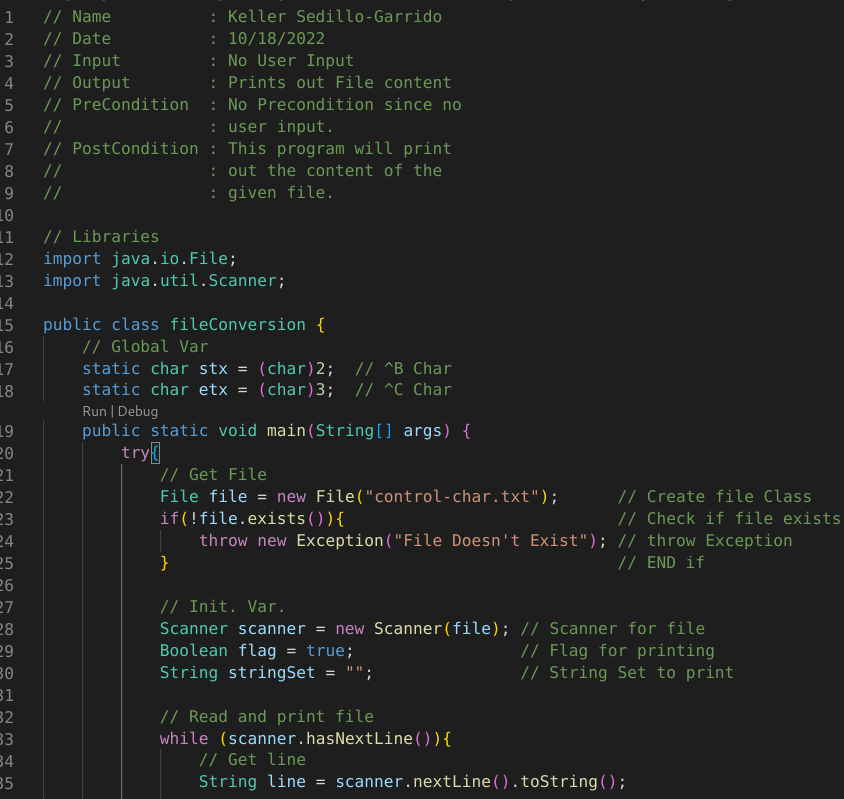 1 // Name          : Keller Sedillo-Garrido
2 // Date          : 10/18/2022
3 // Input         : No User Input
4 // Output        : Prints out File content
5 // PreCondition  : No Precondition since no
6 //               : user input.
7 // PostCondition : This program will print
8 //               : out the content of the
9 //               : given file.
10
11 // Libraries
12 import java.io.File;
13 import java.util.Scanner;
14
15 public class fileConversion {
16     // Global Var
17     static char stx = (char)2;  // ^B Char
18     static char etx = (char)3;  // ^C Char
Run | Debug
19     public static void main(String[] args) {
20         try{
21             // Get File
22             File file = new File("control-char.txt");      // Create file Class
23             if(!file.exists()){                            // Check if file exists
24                 throw new Exception("File Doesn't Exist"); // throw Exception
25             }                                              // END if
26
27             // Init. Var.
28             Scanner scanner = new Scanner(file); // Scanner for file
29             Boolean flag = true;                 // Flag for printing
30             String stringSet = "";               // String Set to print
31
32             // Read and print file
33             while (scanner.hasNextLine()){
34                 // Get line
35                 String line = scanner.nextLine().toString();